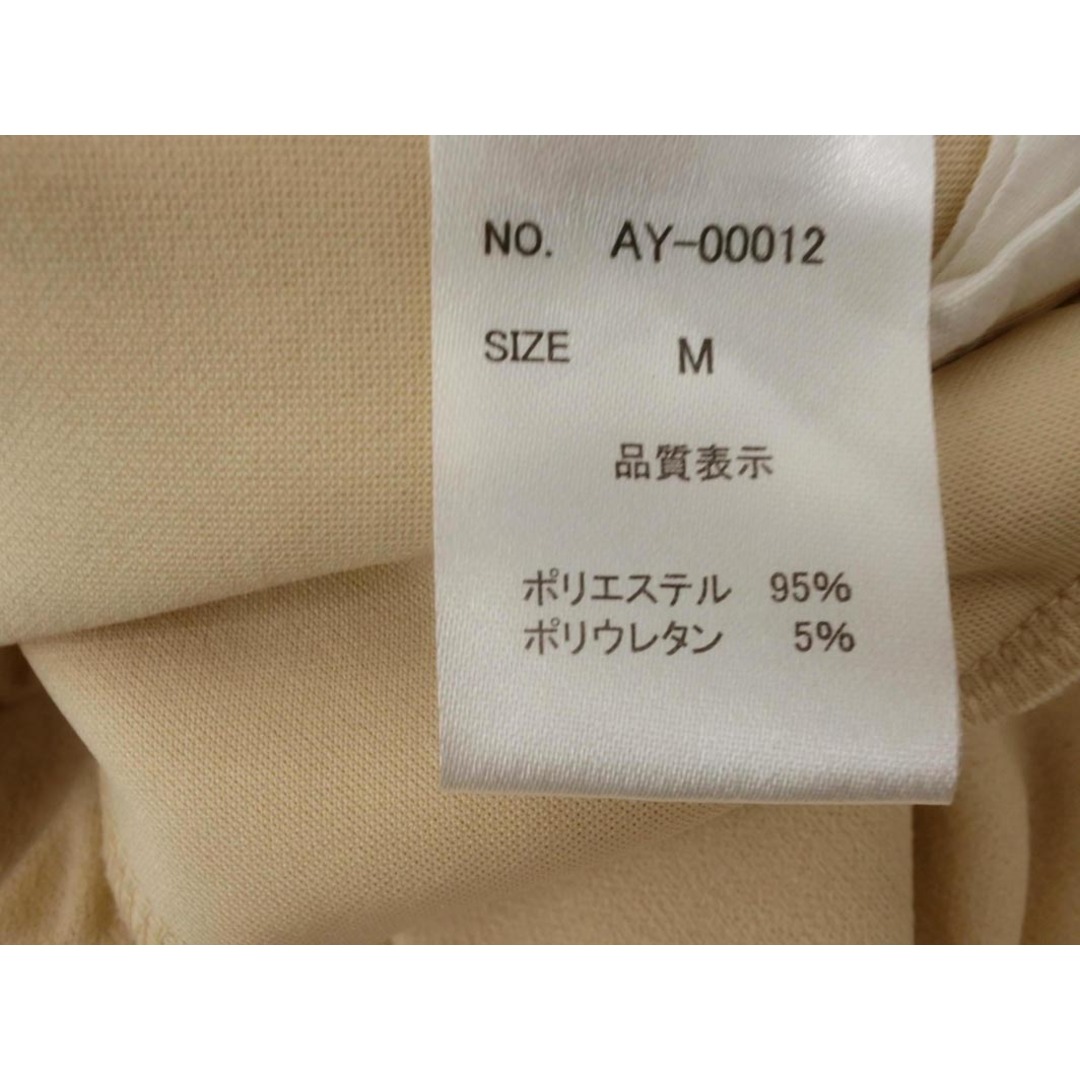 NO. AY-00012
SIZE M
品質表示
ポリエステル 95%
ポリウレタン 5%